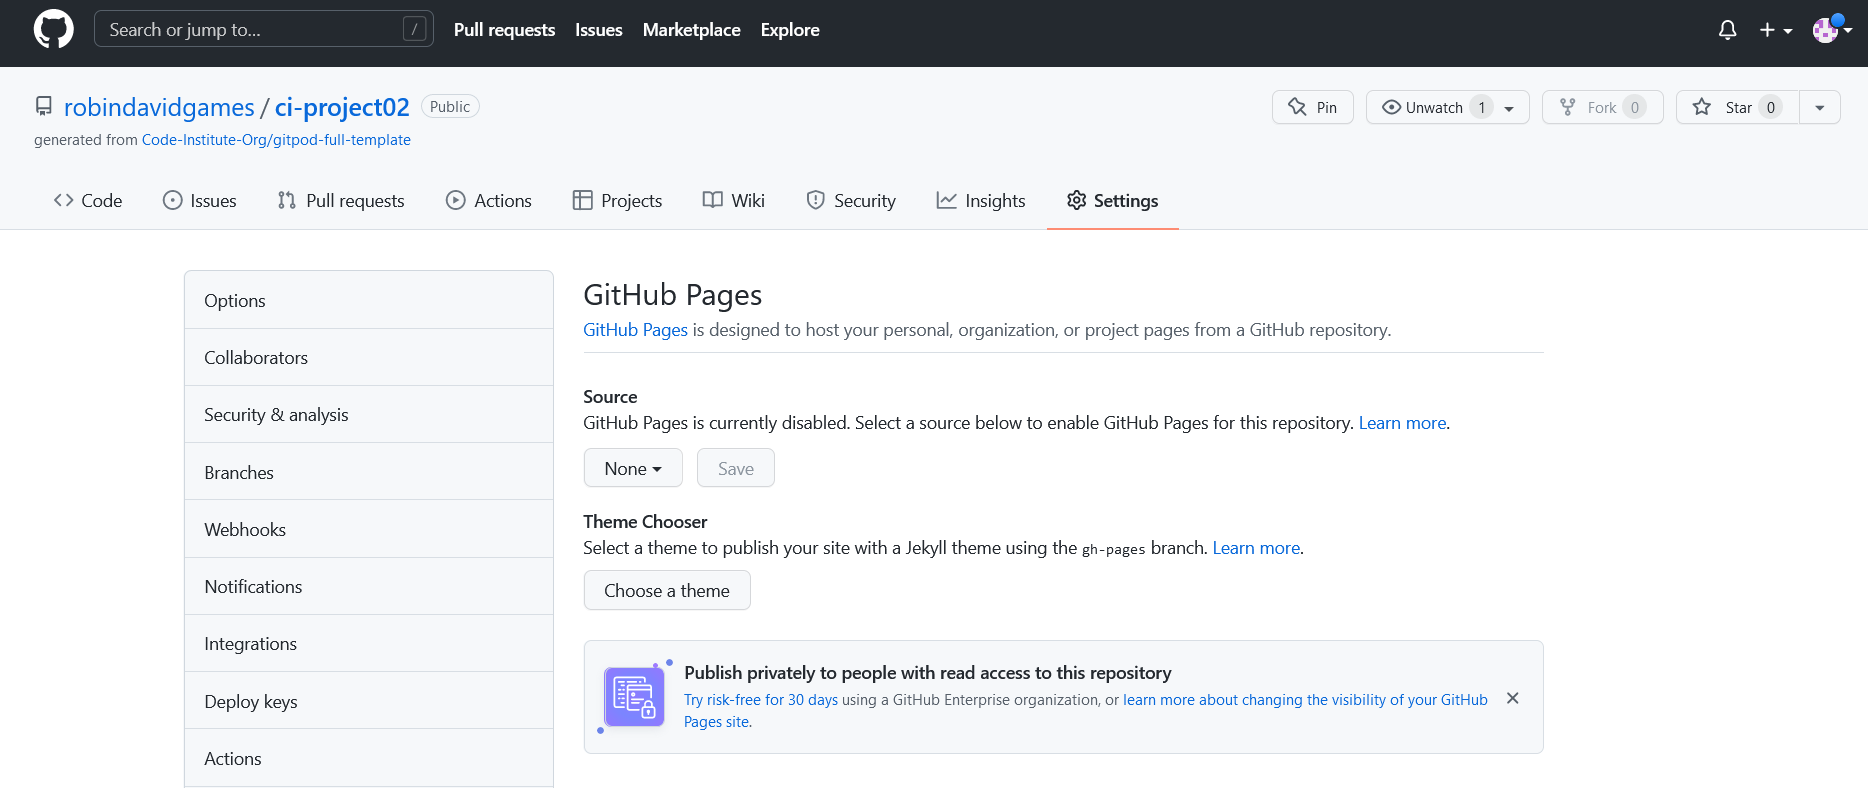 Search or jump to... /
Pull requests Issues Marketplace Explore
robindavidgames / ci-project02 Public
Pin Unwatch 1 Fork 0 Star 0
generated from Code-Institute-Org/gitpod-full-template
Code Issues Pull requests Actions Projects Wiki Security Insights Settings
Options
Collaborators
Security & analysis
Branches
Webhooks
Notifications
Integrations
Deploy keys
Actions
GitHub Pages
GitHub Pages is designed to host your personal, organization, or project pages from a GitHub repository.
Source
GitHub Pages is currently disabled. Select a source below to enable GitHub Pages for this repository. Learn more.
None Save
Theme Chooser
Select a theme to publish your site with a Jekyll theme using the gh-pages branch. Learn more.
Choose a theme
Publish privately to people with read access to this repository
Try risk-free for 30 days using a GitHub Enterprise organization, or learn more about changing the visibility of your GitHub
Pages site.